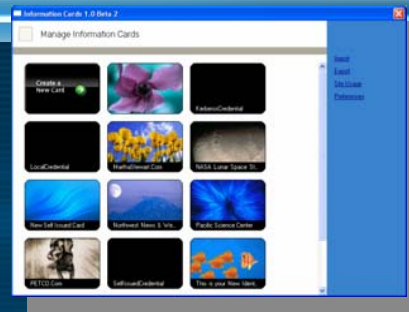 Information Cards 1.0 Beta 2
Manage Information Cards
Import
Export
Site Usage
Preferences
Create a
New Card
KerberosCredential
LocalCredential
MarthaStewart.Com
NASA Lunar Space St...
New Self Issued Card
Northwest News & We...
Pacific Science Center
PETCO.Com
SelfIssuedCredential
This is your New Ident...